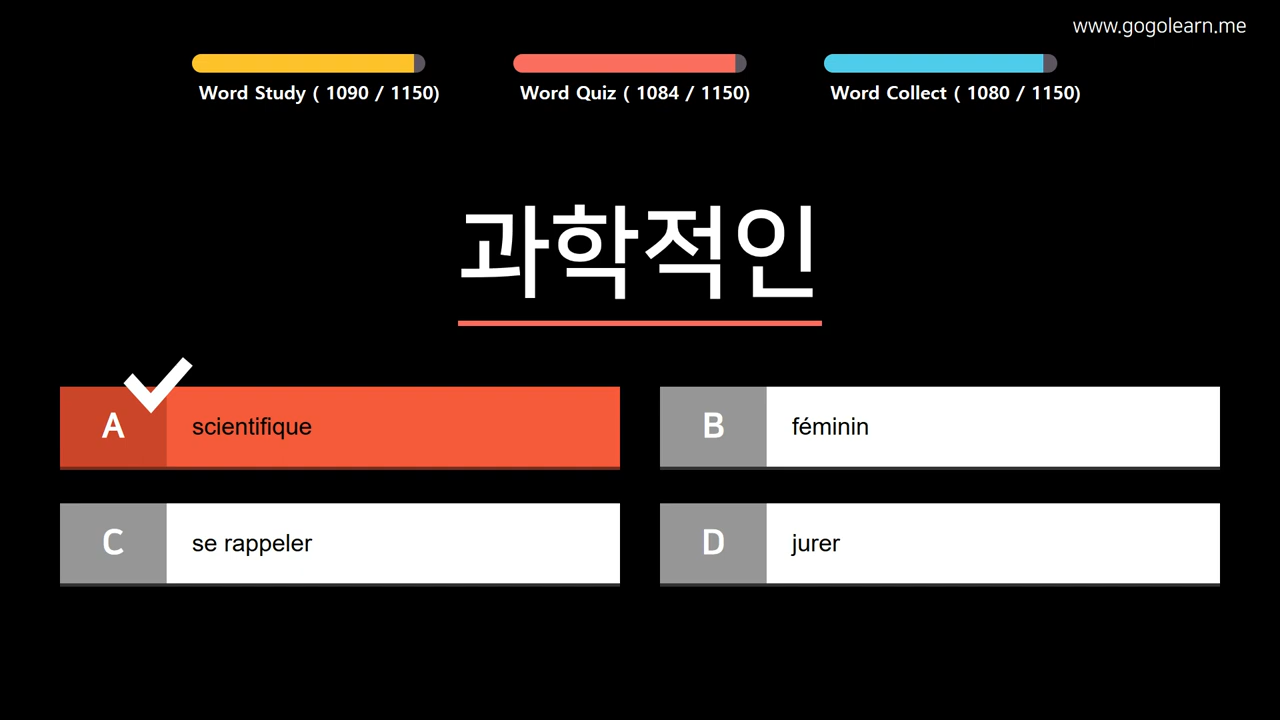 www.gogolearn.me
Word Study ( 1090 / 1150)
Word Quiz ( 1084 / 1150)
Word Collect ( 1080 / 1150)
과학적인
A scientifique
B féminin
C se rappeler
D jurer